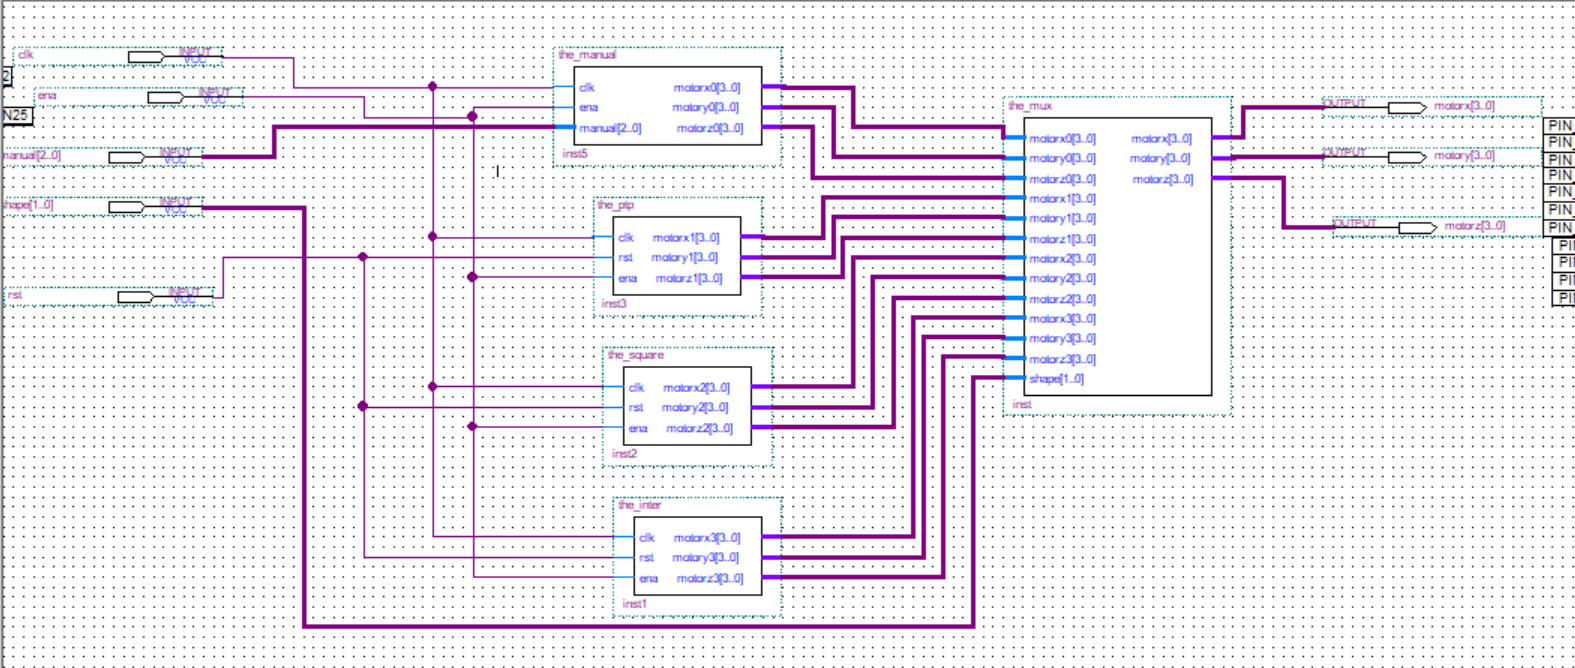 clk
INPUT
VCC
2
ena
INPUT
VCC
N25
manual[2..0]
INPUT
VCC
shape[1..0]
INPUT
VCC
rst
INPUT
VCC
the_manual
clk motorx0[3..0]
ena motory0[3..0]
manual[2..0] motorz0[3..0]
inst5
the_ptp
clk motorx1[3..0]
rst motory1[3..0]
ena motorz1[3..0]
inst3
the_square
clk motorx2[3..0]
rst motory2[3..0]
ena motorz2[3..0]
inst2
the_inter
clk motorx3[3..0]
rst motory3[3..0]
ena motorz3[3..0]
inst1
the_mux
motorx0[3..0] motorx[3..0]
motory0[3..0] motory[3..0]
motorz0[3..0] motorz[3..0]
motorx1[3..0]
motory1[3..0]
motorz1[3..0]
motorx2[3..0]
motory2[3..0]
motorz2[3..0]
motorx3[3..0]
motory3[3..0]
motorz3[3..0]
shape[1..0]
inst
OUTPUT motorx[3..0]
OUTPUT motory[3..0]
OUTPUT motorz[3..0]
PIN
PIN
PIN
PIN
PIN
PIN
PIN
PI
PI
PI
PI